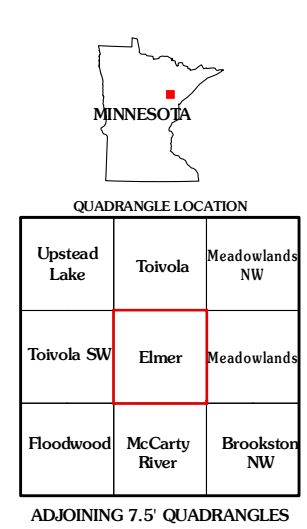 MINNESOTA
QUADRANGLE LOCATION
Upstead
Lake
Toivola
Meadowlands
NW
Toivola SW
Elmer
Meadowlands
Floodwood
McCarty
River
Brookston
NW
ADJOINING 7.5' QUADRANGLES